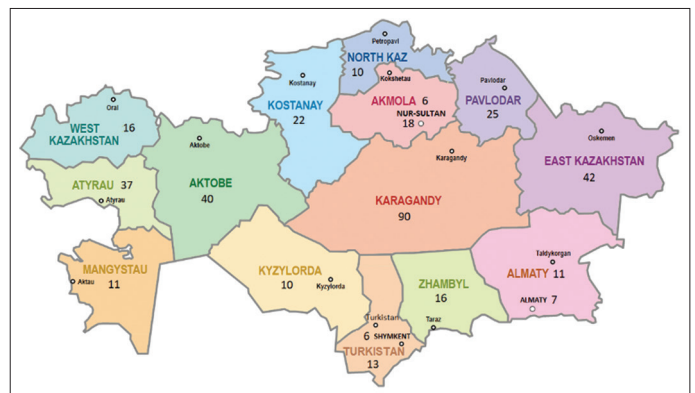 Petropavl
NORTH KAZ
10
Kokshetau
Kostanay
KOSTANAY
22
AKMOLA 6
NUR-SULTAN
18
Pavlodar
PAVLODAR
25
Oral
WEST 16
KAZAKHSTAN
Aktobe
AKTOBE
40
ATYRAU 37
Atyrau
Karagandy
KARAGANDY
90
Oskemen
EAST KAZAKHSTAN
42
MANGYSTAU
11
Aktau
KYZYLORDA
10
Kyzylorda
ZHAMBYL
16
Taraz
Taldykorgan
ALMATY 11
ALMATY 7
Turkistan
6 SHYMKENT
TURKISTAN
13